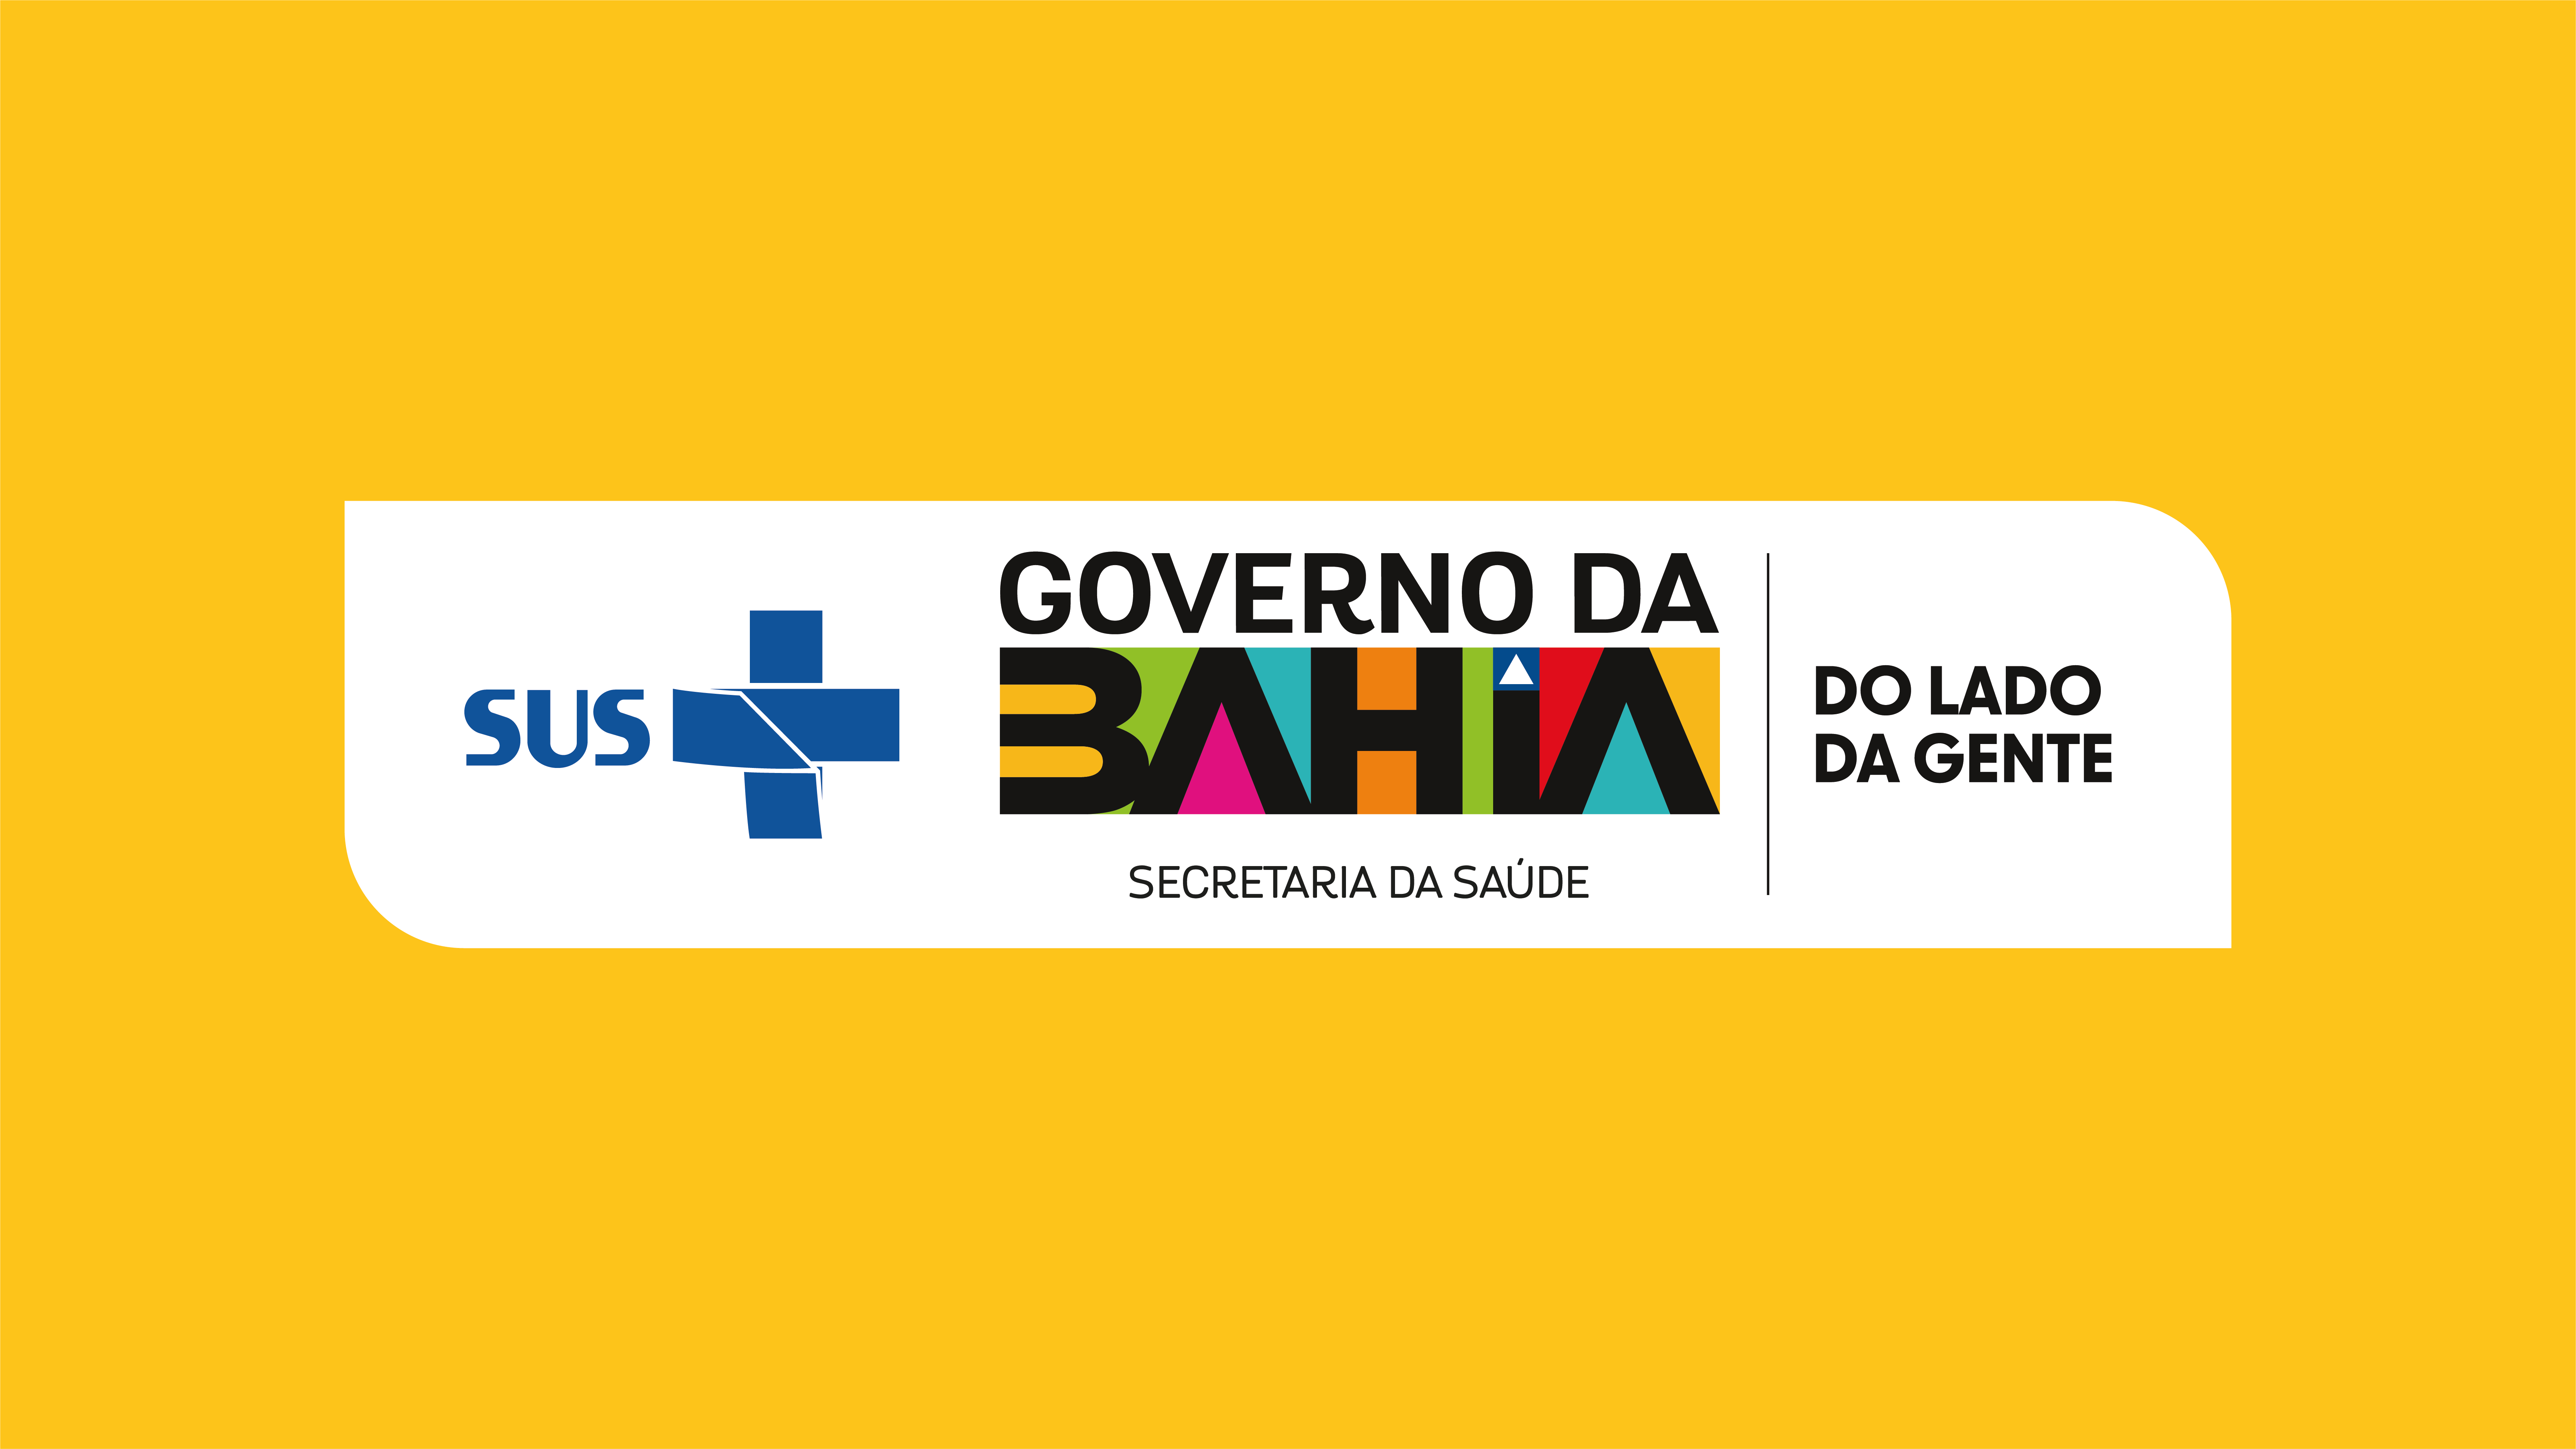 SUS
GOVERNO DA
BAHIA
SECRETARIA DA SAÚDE
DO LADO
DA GENTE